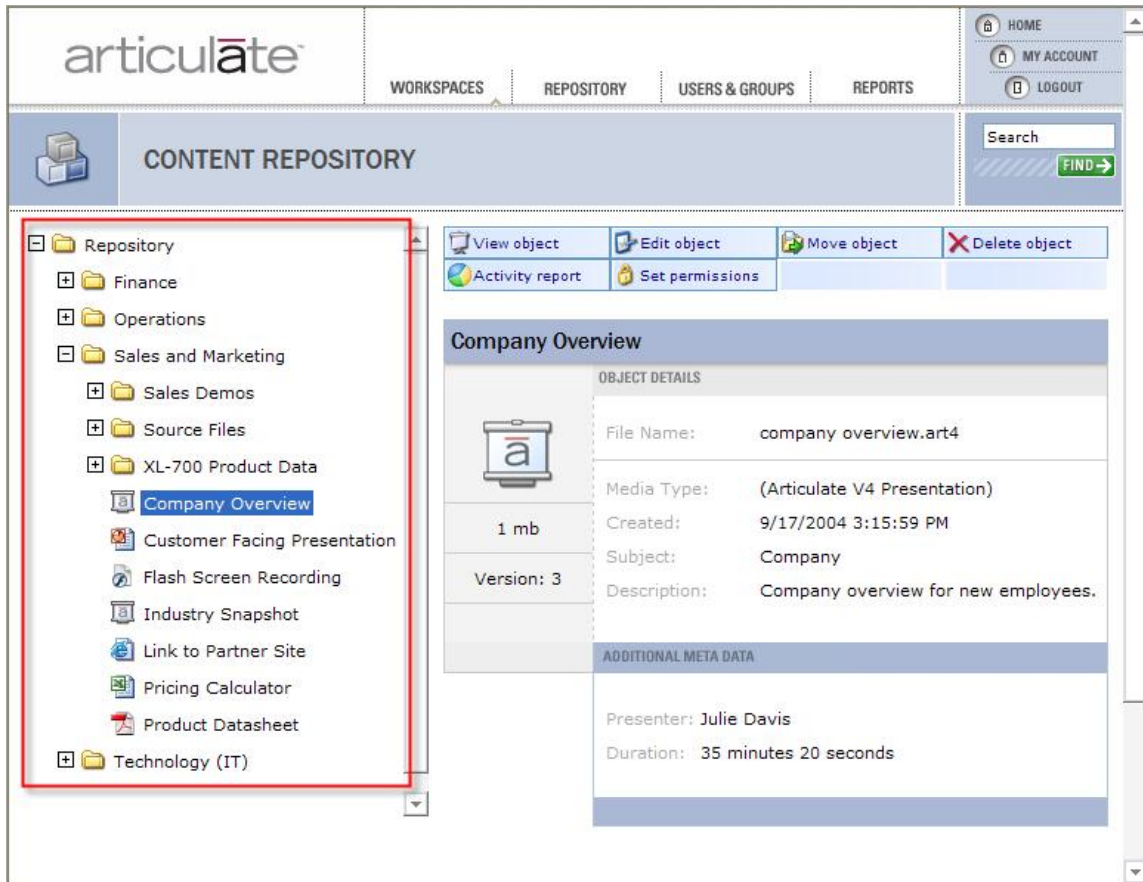 articulāte™
WORKSPACES
REPOSITORY
USERS & GROUPS
REPORTS
HOME
MY ACCOUNT
LOGOUT
CONTENT REPOSITORY
Search
FIND
Repository
Finance
Operations
Sales and Marketing
Sales Demos
Source Files
XL-700 Product Data
Company Overview
Customer Facing Presentation
Flash Screen Recording
Industry Snapshot
Link to Partner Site
Pricing Calculator
Product Datasheet
Technology (IT)
View object
Edit object
Move object
Delete object
Activity report
Set permissions
Company Overview
OBJECT DETAILS
ā
1 mb
Version: 3
File Name: company overview.art4
Media Type: (Articulate V4 Presentation)
Created: 9/17/2004 3:15:59 PM
Subject: Company
Description: Company overview for new employees.
ADDITIONAL META DATA
Presenter: Julie Davis
Duration: 35 minutes 20 seconds